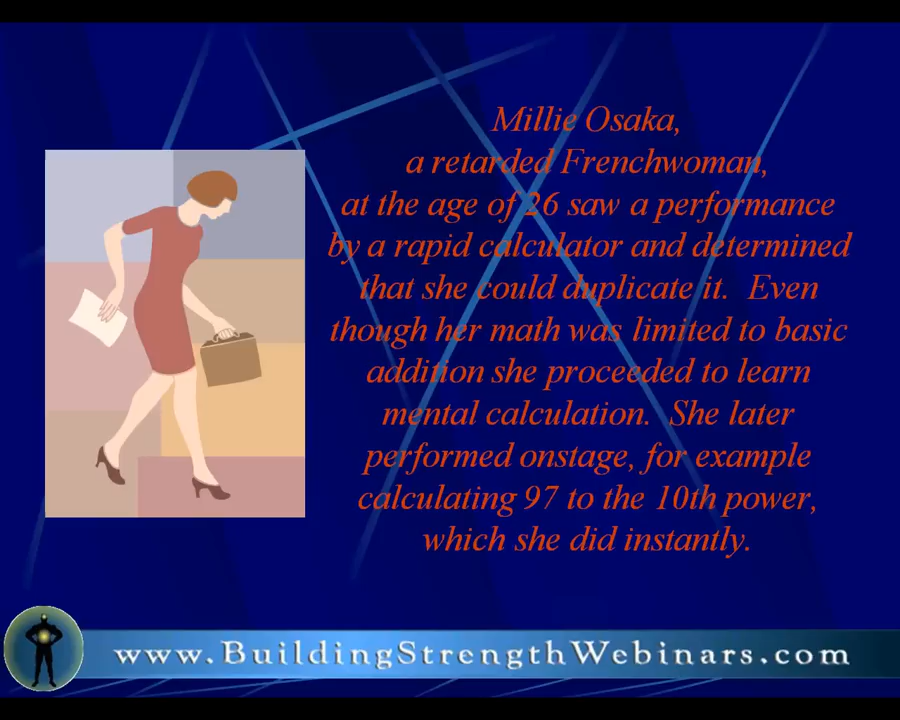 Millie Osaka,
a retarded Frenchwoman,
at the age of 26 saw a performance
by a rapid calculator and determined
that she could duplicate it. Even
though her math was limited to basic
addition she proceeded to learn
mental calculation. She later
performed onstage, for example
calculating 97 to the 10th power,
which she did instantly.
www.BuildingStrengthWebinars.com